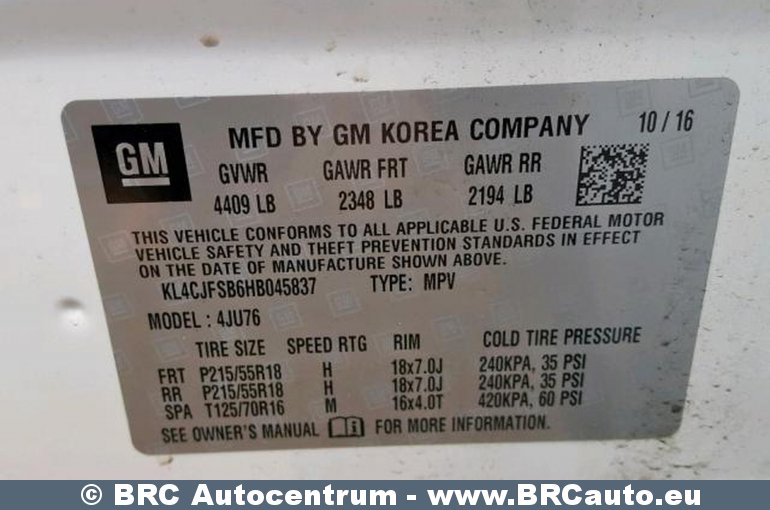 GM
MFD BY GM KOREA COMPANY 10 / 16
GVWR GAWR FRT GAWR RR
4409 LB 2348 LB 2194 LB
THIS VEHICLE CONFORMS TO ALL APPLICABLE U.S. FEDERAL MOTOR
VEHICLE SAFETY AND THEFT PREVENTION STANDARDS IN EFFECT
ON THE DATE OF MANUFACTURE SHOWN ABOVE.
KL4CJFSB6HB045837 TYPE: MPV
MODEL : 4JU76
TIRE SIZE SPEED RTG RIM COLD TIRE PRESSURE
FRT P215/55R18 H 18x7.0J 240KPA, 35 PSI
RR P215/55R18 H 18x7.0J 240KPA, 35 PSI
SPA T125/70R16 M 16x4.0T 420KPA, 60 PSI
SEE OWNER'S MANUAL FOR MORE INFORMATION.
© BRC Autocentrum - www.BRCauto.eu